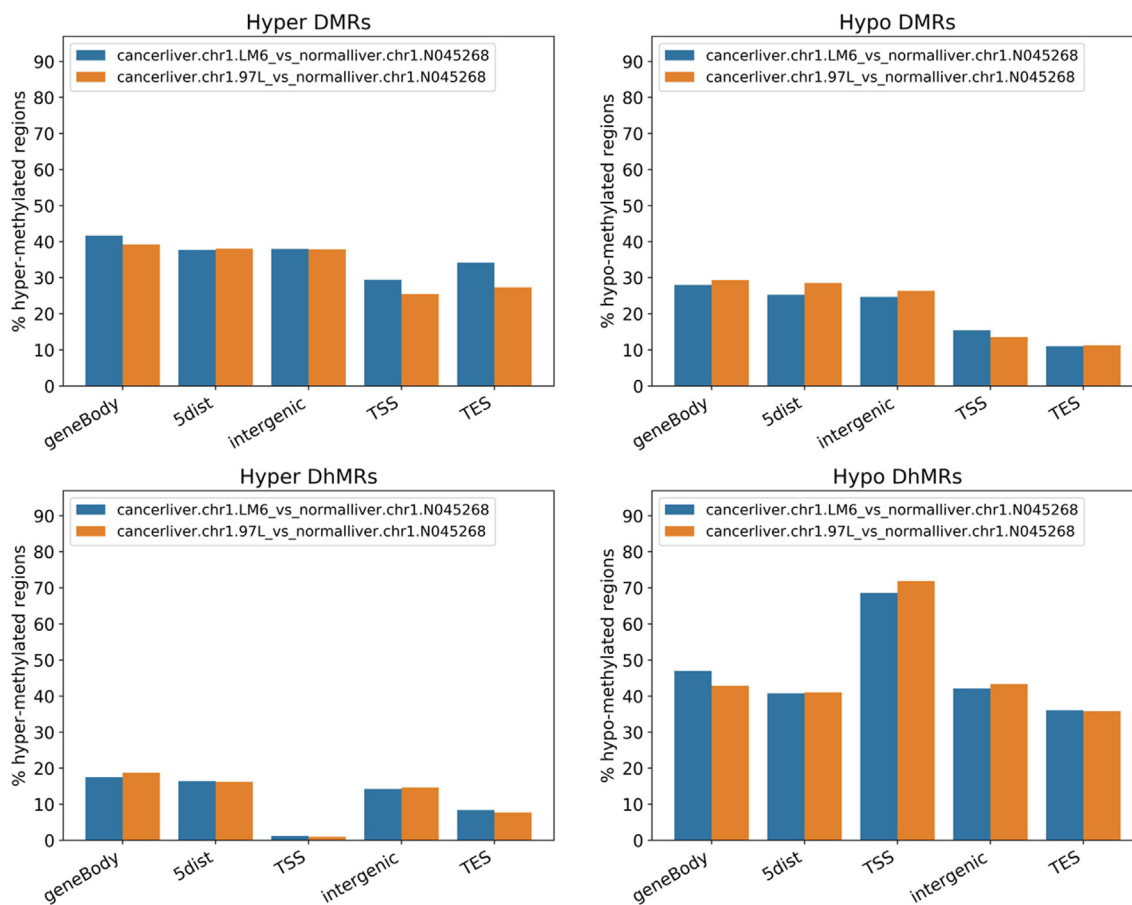 Hyper DMRs
cancerliver.chr1.LM6_vs_normalliver.chr1.N045268
cancerliver.chr1.97L_vs_normalliver.chr1.N045268
% hyper-methylated regions
90
80
70
60
50
40
30
20
10
0
geneBody
5dist
intergenic
TSS
TES
Hypo DMRs
cancerliver.chr1.LM6_vs_normalliver.chr1.N045268
cancerliver.chr1.97L_vs_normalliver.chr1.N045268
% hypo-methylated regions
90
80
70
60
50
40
30
20
10
0
geneBody
5dist
intergenic
TSS
TES
Hyper DhMRs
cancerliver.chr1.LM6_vs_normalliver.chr1.N045268
cancerliver.chr1.97L_vs_normalliver.chr1.N045268
% hyper-methylated regions
90
80
70
60
50
40
30
20
10
0
geneBody
5dist
TSS
intergenic
TES
Hypo DhMRs
cancerliver.chr1.LM6_vs_normalliver.chr1.N045268
cancerliver.chr1.97L_vs_normalliver.chr1.N045268
% hypo-methylated regions
90
80
70
60
50
40
30
20
10
0
geneBody
5dist
TSS
intergenic
TES